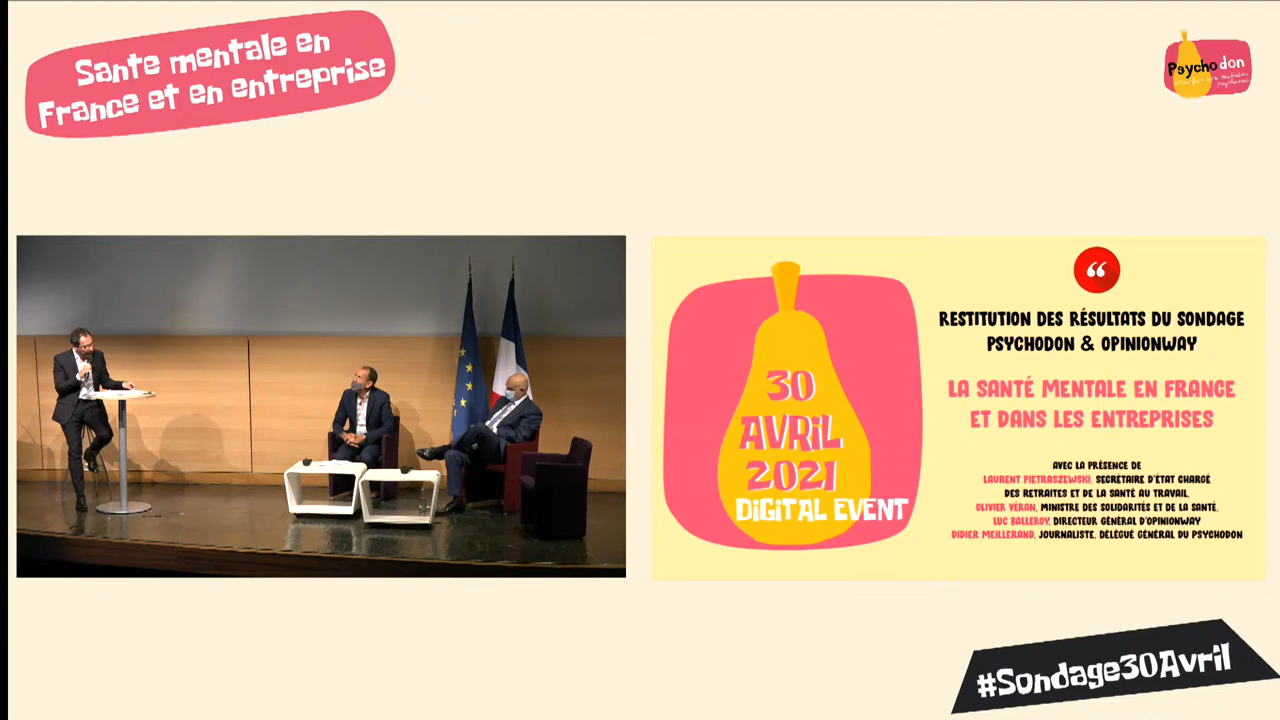 Sante mentale en
France et en entreprise
Psychodon
RESTITUTION DES RÉSULTATS DU SONDAGE
PSYCHODON & OPINIONWAY
LA SANTÉ MENTALE EN FRANCE
ET DANS LES ENTREPRISES
AVEC LA PRÉSENCE DE
LAURENT PIETRASZEWSKI, SECRÉTAIRE D'ÉTAT CHARGÉ
DES RETRAITES ET DE LA SANTÉ AU TRAVAIL,
OLIVIER VÉRAN, MINISTRE DES SOLIDARITÉS ET DE LA SANTÉ,
LUC BALLEROY, DIRECTEUR GÉNÉRAL D'OPINIONWAY
DIDIER MEILLERAND, JOURNALISTE, DÉLÉGUÉ GÉNÉRAL DU PSYCHODON
30
AVRiL
2021
DiGiTAL EVENT
#Sondage30Avril